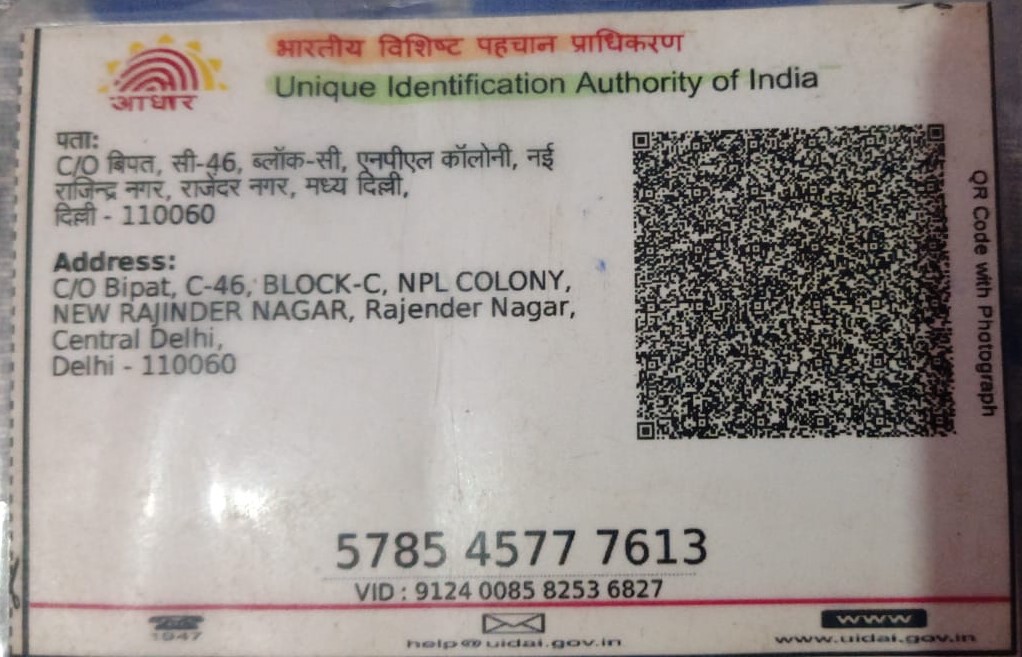 भारतीय विशिष्ट पहचान प्राधिकरण
Unique Identification Authority of India
आधार
पता:
C/O बिपत, सी-46, ब्लॉक-सी, एनपीएल कॉलोनी, नई
राजिन्द्र नगर, राजेंदर नगर, मध्य दिल्ली,
दिल्ली - 110060
Address:
C/O Bipat, C-46, BLOCK-C, NPL COLONY,
NEW RAJINDER NAGAR, Rajender Nagar,
Central Delhi,
Delhi - 110060
QR Code with Photograph
5785 4577 7613
VID : 9124 0085 8253 6827
1947
help@uidai.gov.in
www
www.uidai.gov.in